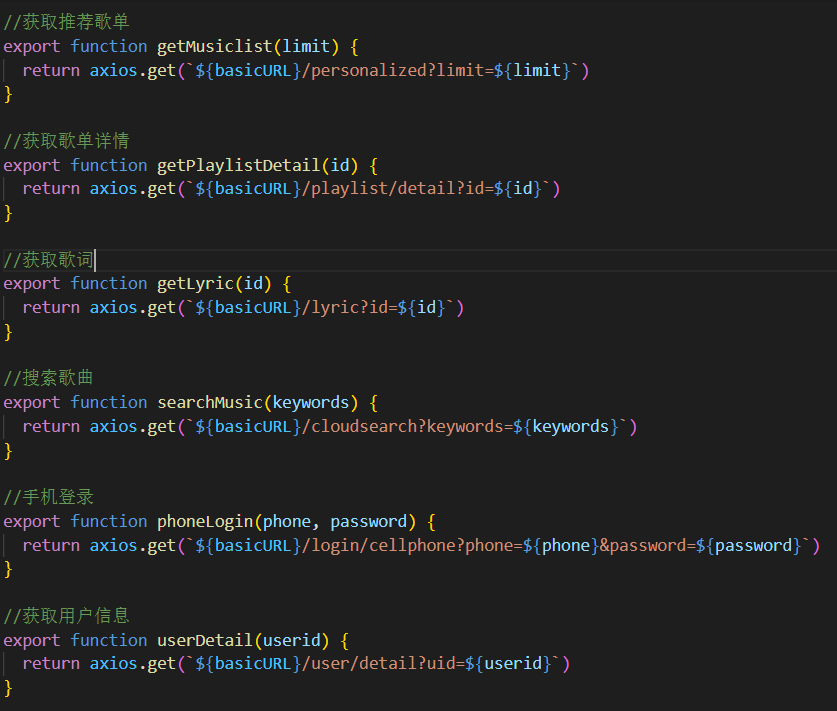 //获取推荐歌单
export function getMusiclist(limit) {
  return axios.get(`${basicURL}/personalized?limit=${limit}`)
}

//获取歌单详情
export function getPlaylistDetail(id) {
  return axios.get(`${basicURL}/playlist/detail?id=${id}`)
}

//获取歌词
export function getLyric(id) {
  return axios.get(`${basicURL}/lyric?id=${id}`)
}

//搜索歌曲
export function searchMusic(keywords) {
  return axios.get(`${basicURL}/cloudsearch?keywords=${keywords}`)
}

//手机登录
export function phoneLogin(phone, password) {
  return axios.get(`${basicURL}/login/cellphone?phone=${phone}&password=${password}`)
}

//获取用户信息
export function userDetail(userid) {
  return axios.get(`${basicURL}/user/detail?uid=${userid}`)
}